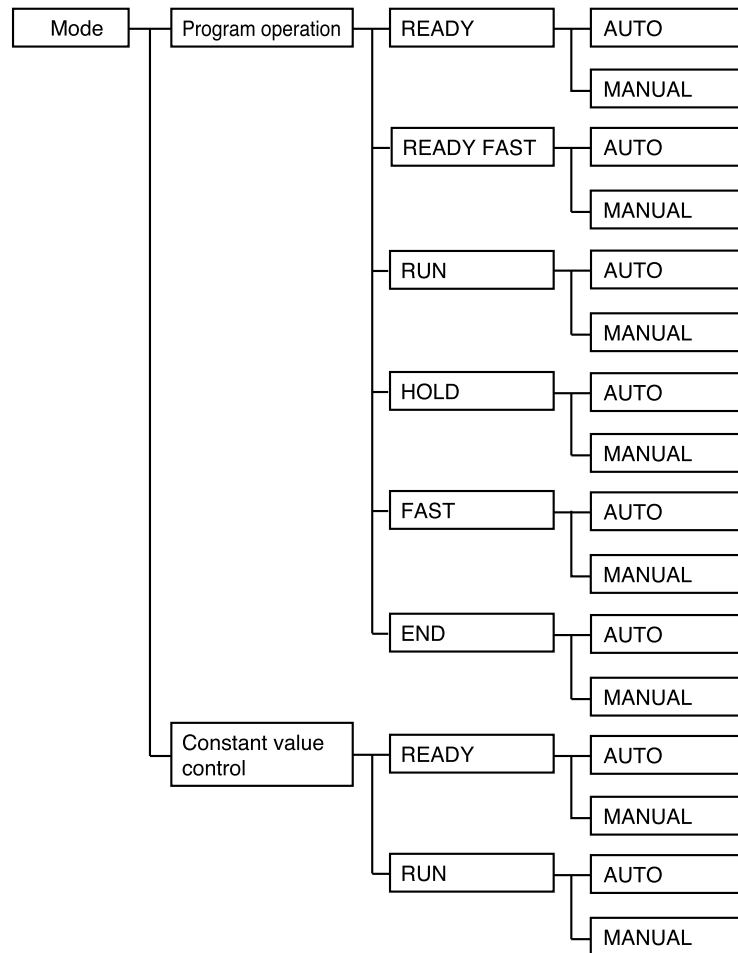 Mode
Program operation
READY
AUTO
MANUAL
READY FAST
AUTO
MANUAL
RUN
AUTO
MANUAL
HOLD
AUTO
MANUAL
FAST
AUTO
MANUAL
END
AUTO
MANUAL
Constant value
control
READY
AUTO
MANUAL
RUN
AUTO
MANUAL